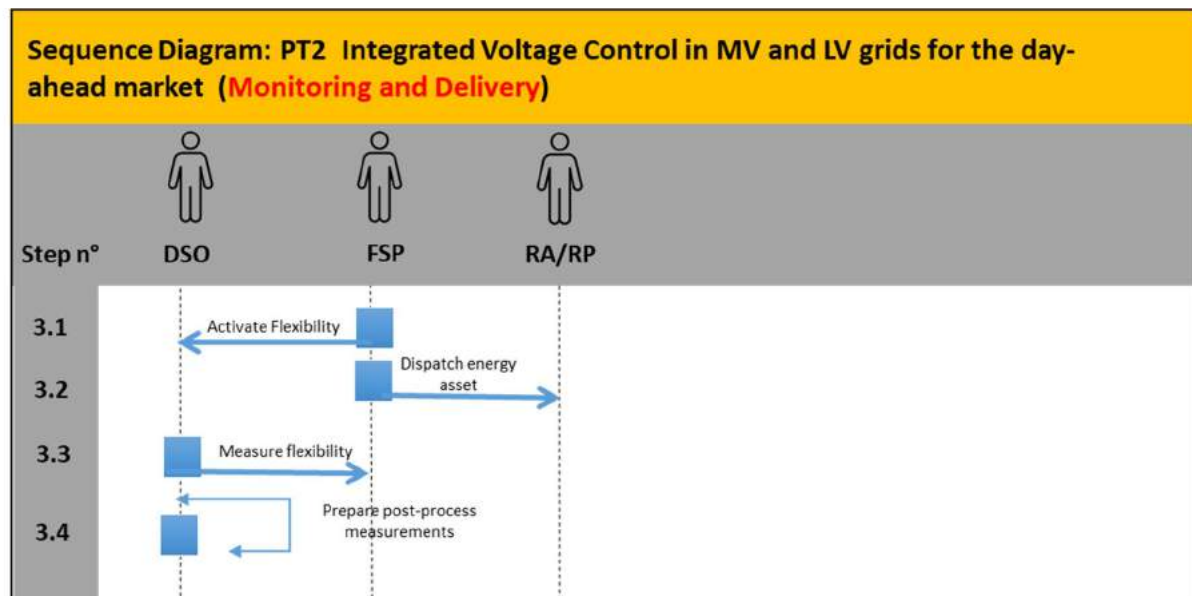 Sequence Diagram: PT2 Integrated Voltage Control in MV and LV grids for the day-
ahead market (Monitoring and Delivery)
Step n° DSO FSP RA/RP
3.1 Activate Flexibility
3.2 Dispatch energy
asset
3.3 Measure flexibility
3.4 Prepare post-process
measurements